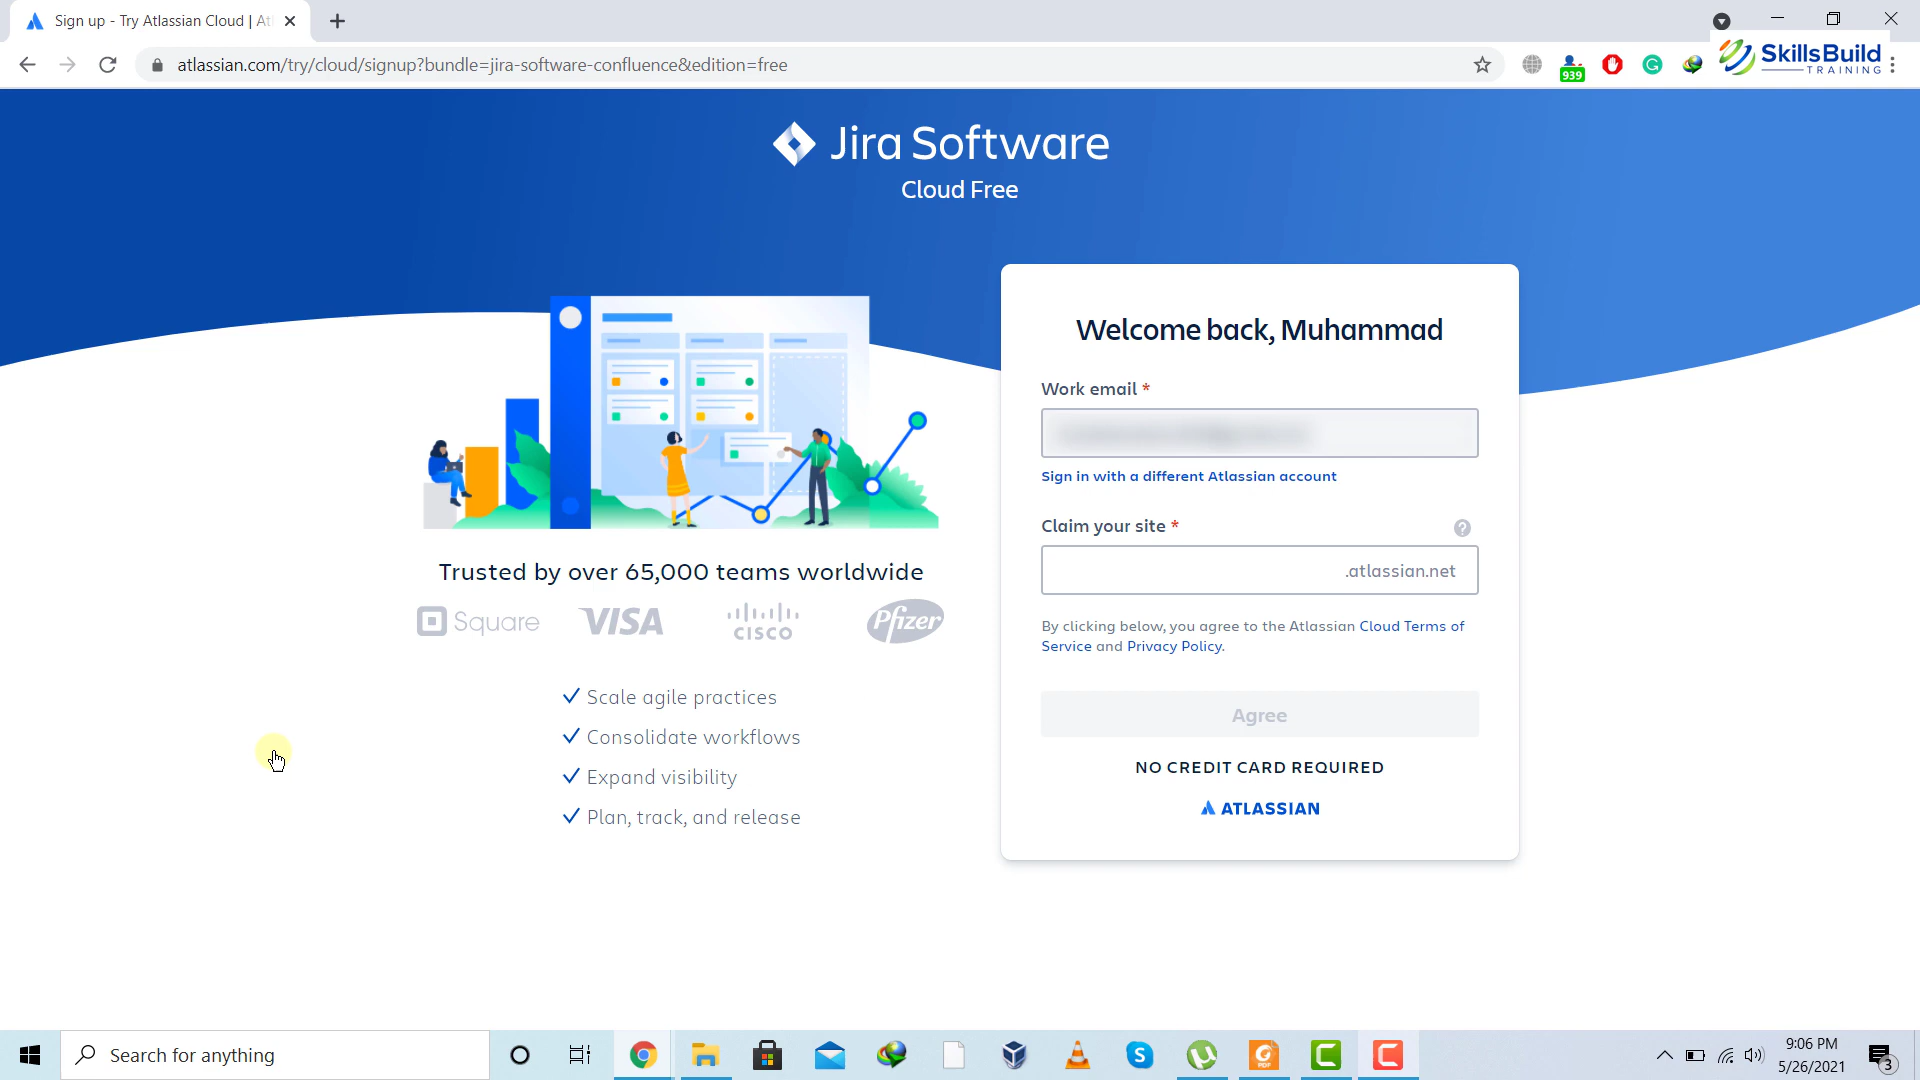 Sign up - Try Atlassian Cloud | At
atlassian.com/try/cloud/signup?bundle=jira-software-confluence&edition=free
939
SkillsBuild
TRAINING
Jira Software
Cloud Free
Welcome back, Muhammad
Work email *
Sign in with a different Atlassian account
Claim your site *
?
.atlassian.net
By clicking below, you agree to the Atlassian Cloud Terms of
Service and Privacy Policy.
Agree
NO CREDIT CARD REQUIRED
ATLASSIAN
Trusted by over 65,000 teams worldwide
Square VISA CISCO Pfizer
Scale agile practices
Consolidate workflows
Expand visibility
Plan, track, and release
Search for anything
PDF
9:06 PM
5/26/2021
3